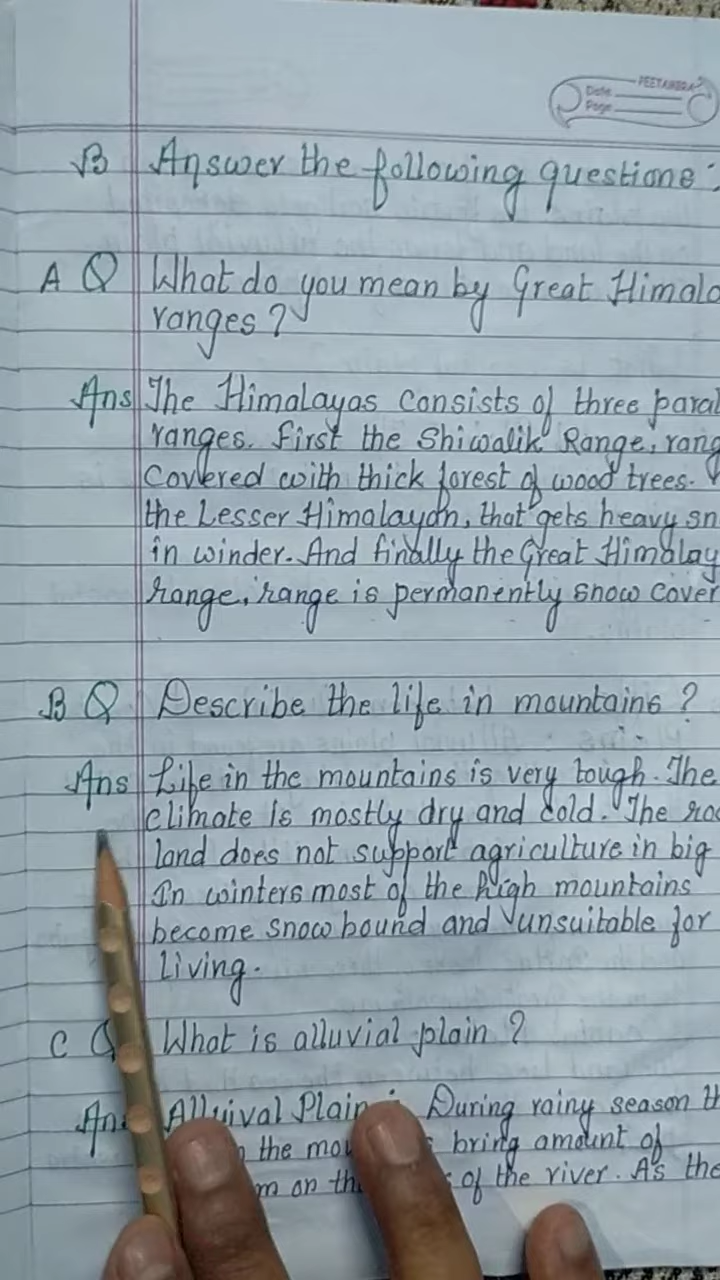 PEETAMBRA
Date
Page
B Answer the following questions :
A Q What do you mean by Great Himala
ranges ?
Ans The Himalayas consists of three paral
ranges. First the Shiwalik Range, rang
covered with thick forest of wood trees.
the Lesser Himalayan, that gets heavy sn
in winder. And finally the Great Himalay
range, range is permanently snow cover
B Q Describe the life in mountains ?
Ans Life in the mountains is very tough. The
climate is mostly dry and cold. The roc
land does not support agriculture in big
In winters most of the high mountains
become snow bound and unsuitable for
living.
C Q What is alluvial plain ?
Ans Alluival Plain : During rainy season th
the mou bring amount of
m on th of the river. As the